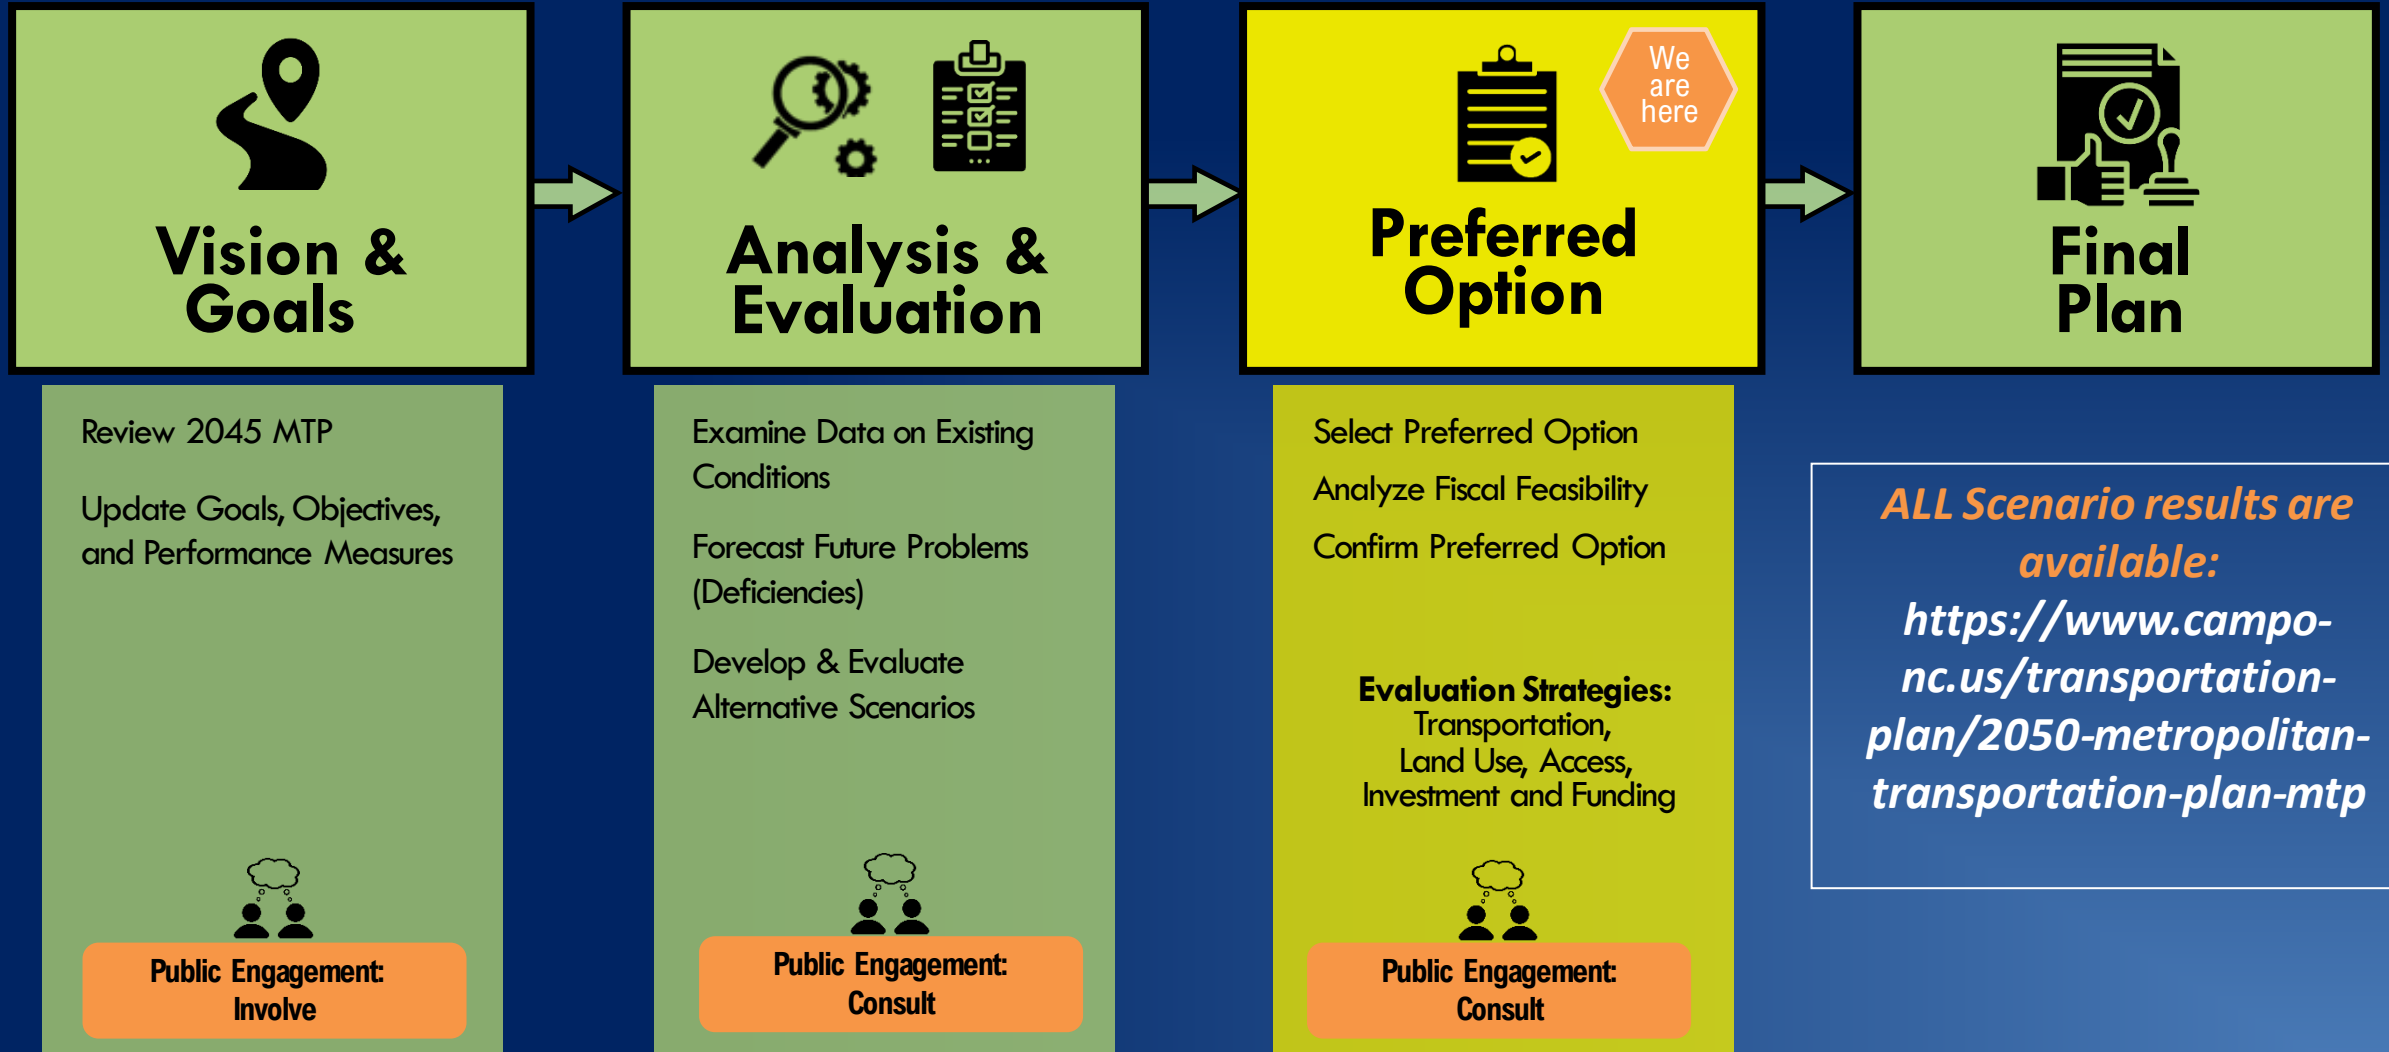 Vision &
Goals
Review 2045 MTP
Update Goals, Objectives,
and Performance Measures
Public Engagement:
Involve
Analysis &
Evaluation
Examine Data on Existing
Conditions
Forecast Future Problems
(Deficiencies)
Develop & Evaluate
Alternative Scenarios
Public Engagement:
Consult
We
are
here
Preferred
Option
Select Preferred Option
Analyze Fiscal Feasibility
Confirm Preferred Option
Evaluation Strategies:
Transportation,
Land Use, Access,
Investment and Funding
Public Engagement:
Consult
Final
Plan
ALL Scenario results are
available:
https://www.campo-
nc.us/transportation-
plan/2050-metropolitan-
transportation-plan-mtp